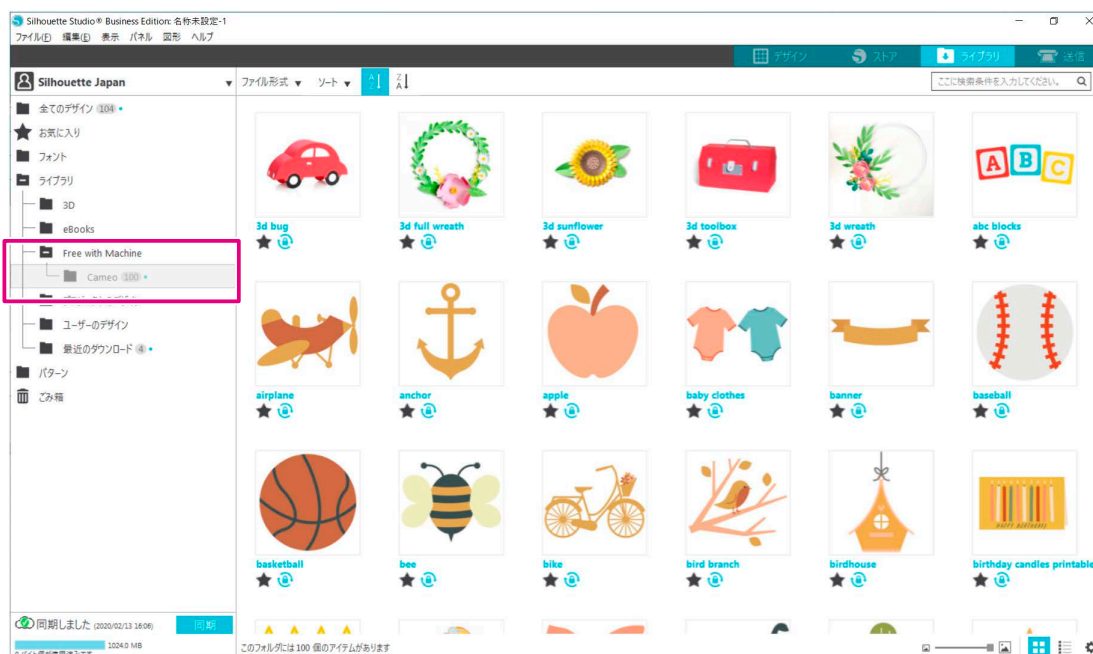 Silhouette Studio® Business Edition: 名称未設定-1
ファイル(F) 編集(E) 表示 パネル 図形 ヘルプ
デザイン ストア ライブラリ 送信
Silhouette Japan
ファイル形式 ソート
A Z
Z A
ここに検索条件を入力してください。
全てのデザイン 104
お気に入り
フォント
ライブラリ
3D
eBooks
Free with Machine
Cameo 100
ユーザーのデザイン
最近のダウンロード 4
パターン
ごみ箱
3d bug
3d full wreath
3d sunflower
3d toolbox
3d wreath
A B C
abc blocks
airplane
anchor
apple
baby clothes
banner
baseball
basketball
bee
bike
bird branch
birdhouse
HAPPY BIRTHDAY!
birthday candles printable
同期しました (2020/02/13 16:06) 同期
1024.0 MB
このフォルダには 100 個のアイテムがあります